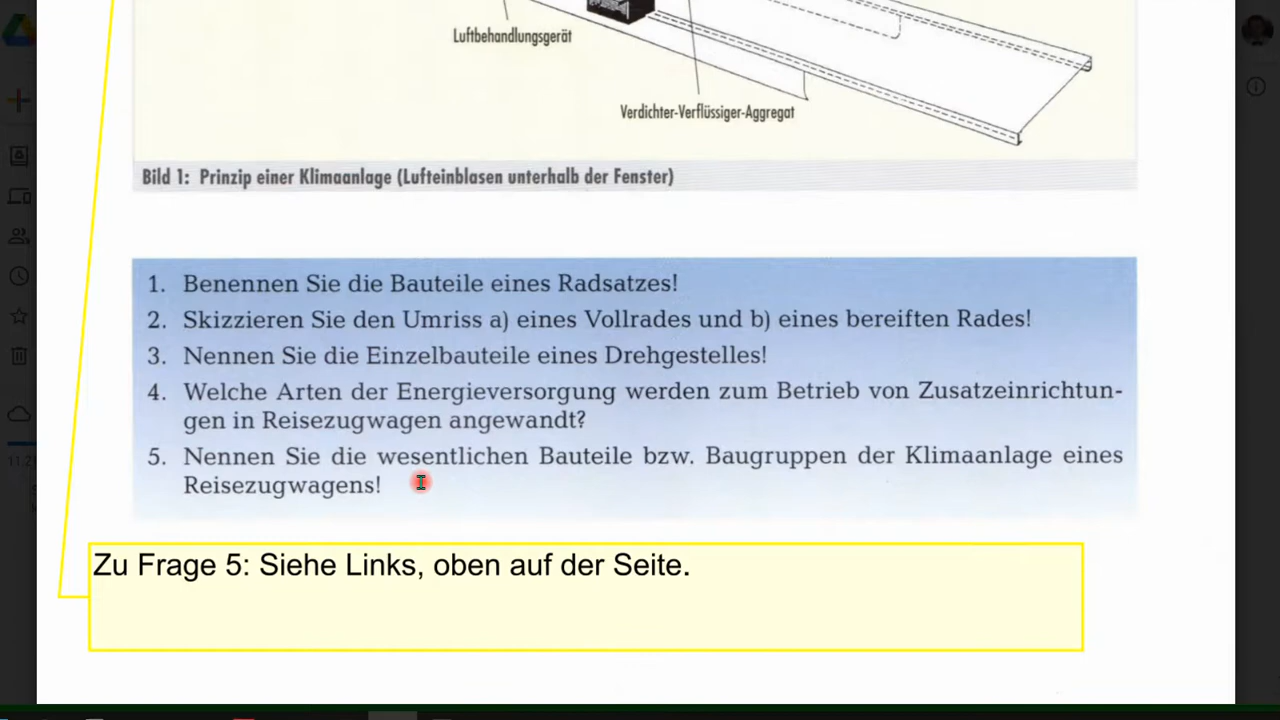 Luftbehandlungsgerät
Verdichter-Verflüssiger-Aggregat
Bild 1: Prinzip einer Klimaanlage (Lufteinblasen unterhalb der Fenster)
1. Benennen Sie die Bauteile eines Radsatzes!
2. Skizzieren Sie den Umriss a) eines Vollrades und b) eines bereiften Rades!
3. Nennen Sie die Einzelbauteile eines Drehgestelles!
4. Welche Arten der Energieversorgung werden zum Betrieb von Zusatzeinrichtun-
gen in Reisezugwagen angewandt?
5. Nennen Sie die wesentlichen Bauteile bzw. Baugruppen der Klimaanlage eines
Reisezugwagens!
Zu Frage 5: Siehe Links, oben auf der Seite.